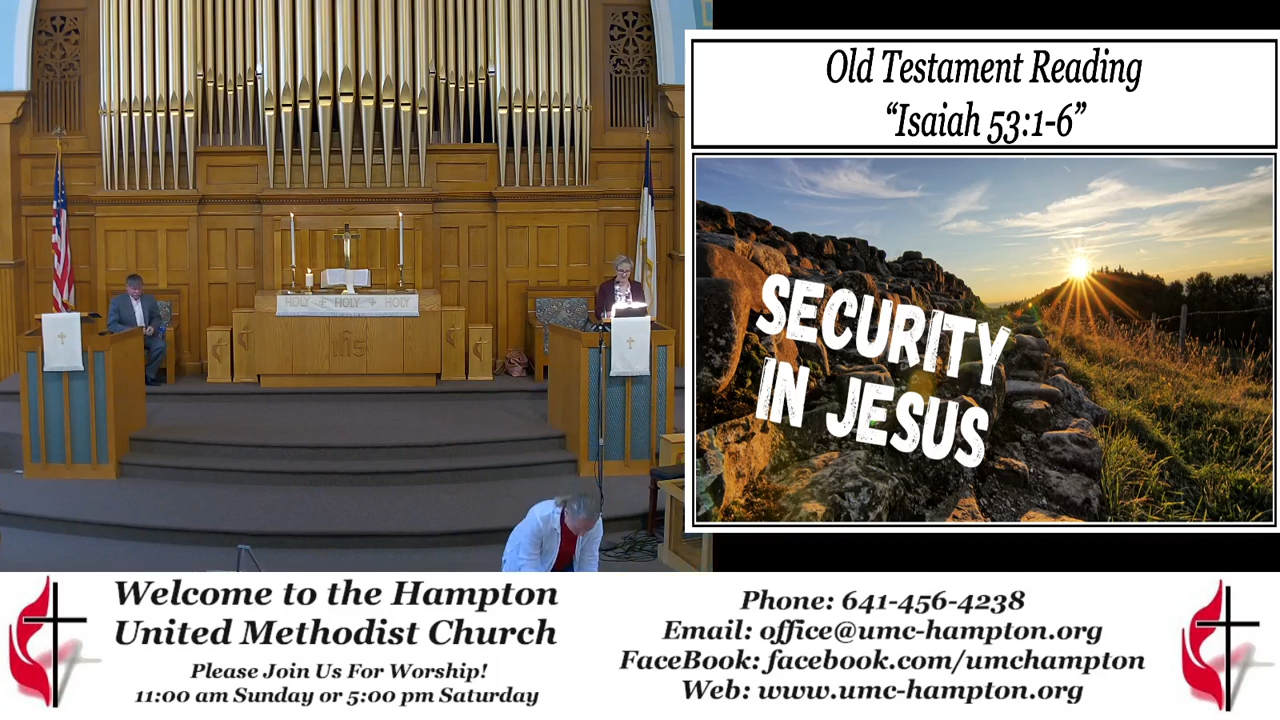 Old Testament Reading
“Isaiah 53:1-6”
SECURITY
IN JESUS
HOLY HOLY HOLY
ihs
Welcome to the Hampton
United Methodist Church
Please Join Us For Worship!
11:00 am Sunday or 5:00 pm Saturday
Phone: 641-456-4238
Email: office@umc-hampton.org
FaceBook: facebook.com/umchampton
Web: www.umc-hampton.org